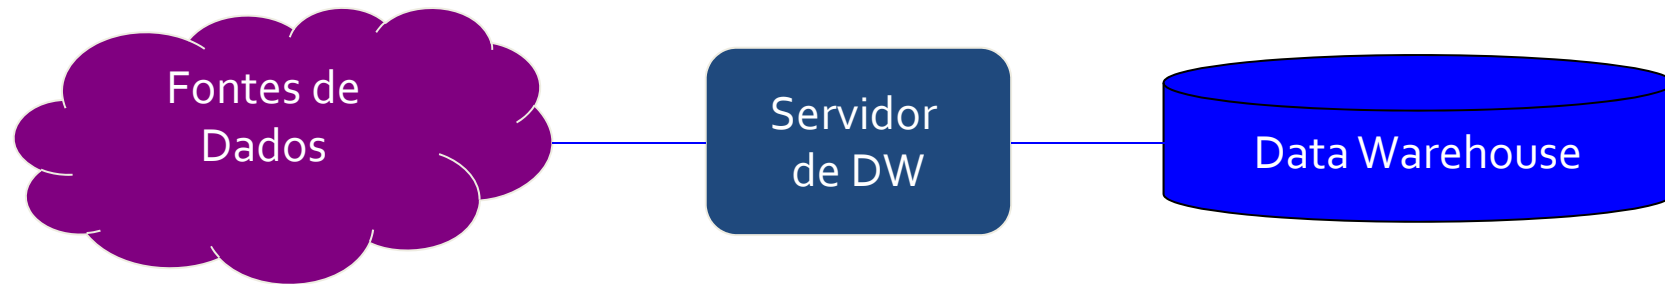 Fontes de
Dados
Servidor
de DW
Data Warehouse